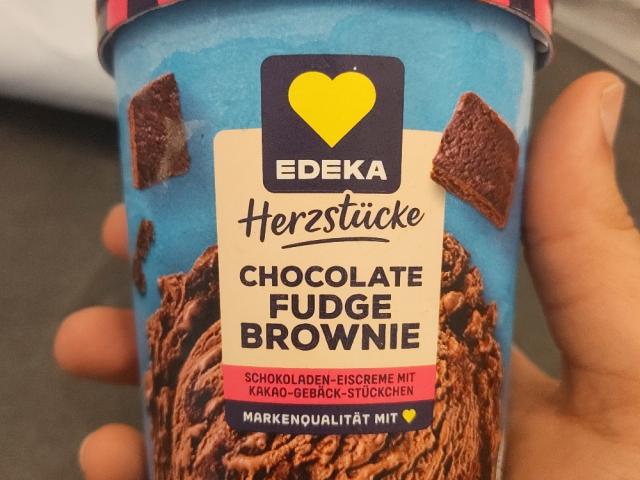 EDEKA
Herzstücke
CHOCOLATE
FUDGE
BROWNIE
SCHOKOLADEN-EISCREME MIT
KAKAO-GEBÄCK-STÜCKCHEN
MARKENQUALITÄT MIT